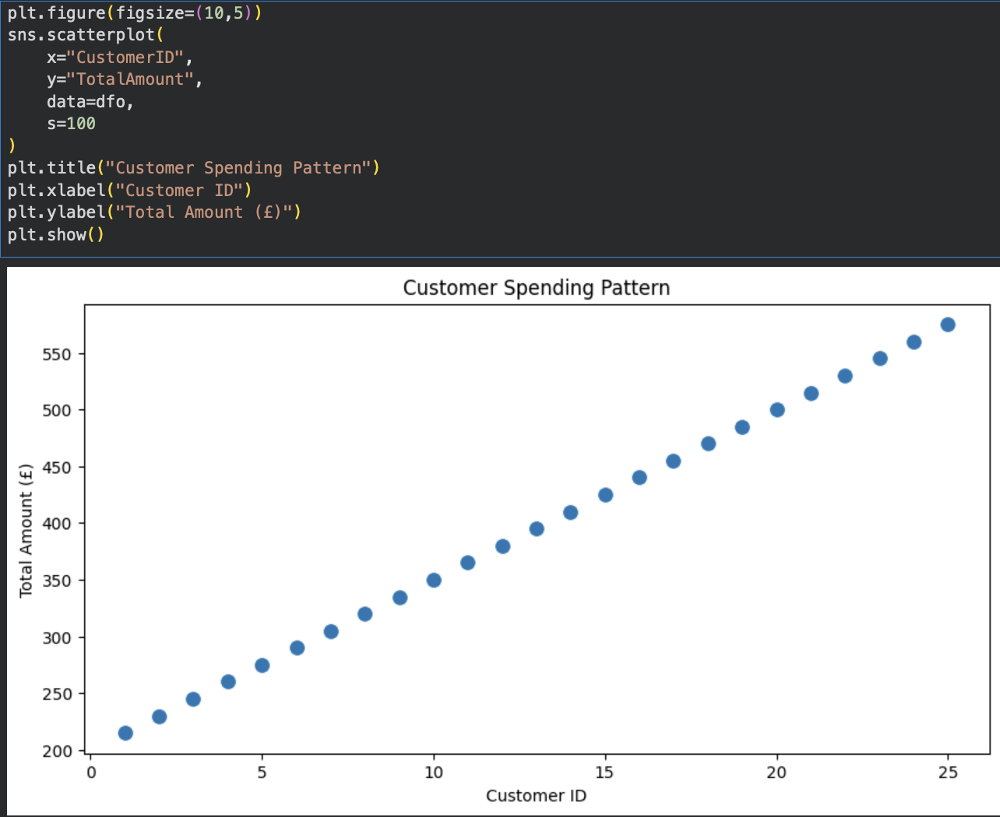 plt.figure(figsize=(10,5))
sns.scatterplot(
    x="CustomerID",
    y="TotalAmount",
    data=dfo,
    s=100
)
plt.title("Customer Spending Pattern")
plt.xlabel("Customer ID")
plt.ylabel("Total Amount (£)")
plt.show()
Customer Spending Pattern
Total Amount (£)
550
500
450
400
350
300
250
200
0 5 10 15 20 25
Customer ID